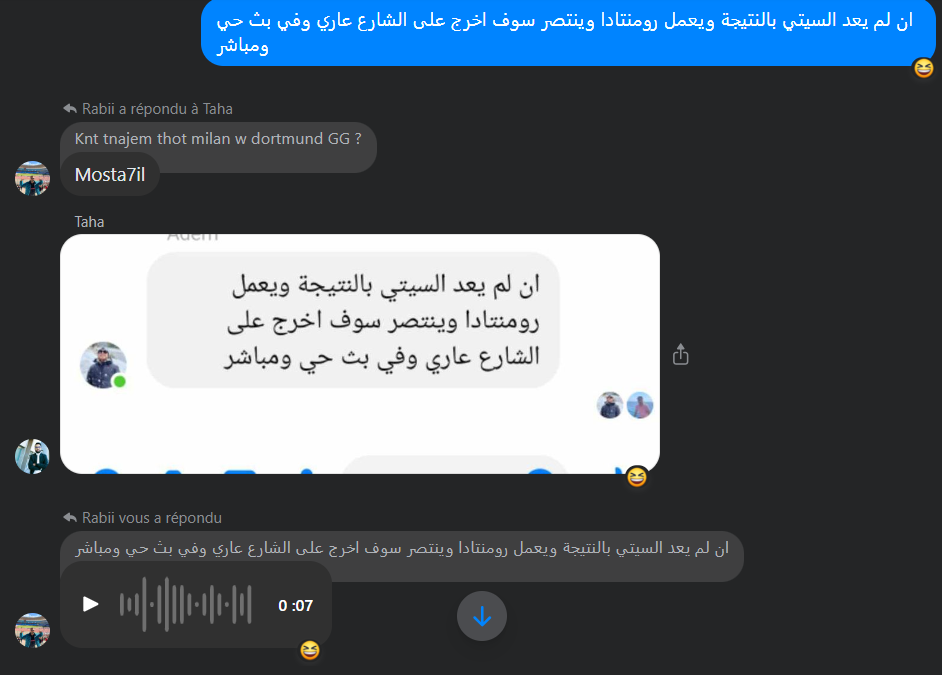 ان لم يعد السيتي بالنتيجة ويعمل رومنتادا وينتصر سوف اخرج على الشارع عاري وفي بث حي
ومباشر
Rabii a répondu à Taha
Knt tnajem thot milan w dortmund GG ?
Mosta7il
Taha
Adem
ان لم يعد السيتي بالنتيجة ويعمل
رومنتادا وينتصر سوف اخرج على
الشارع عاري وفي بث حي ومباشر
Rabii vous a répondu
ان لم يعد السيتي بالنتيجة ويعمل رومنتادا وينتصر سوف اخرج على الشارع عاري وفي بث حي ومباشر
0 :07